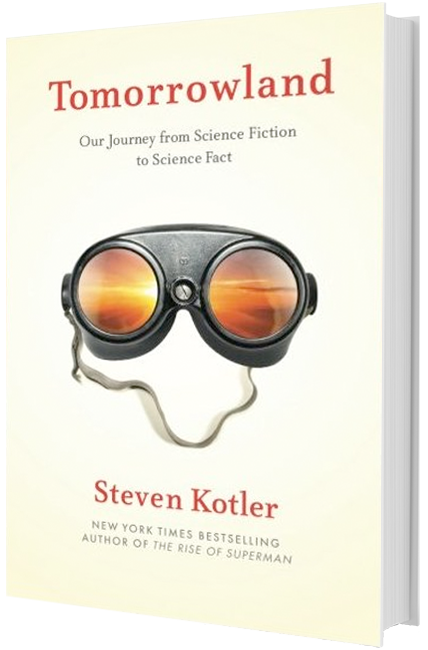 Tomorrowland
Our Journey from Science Fiction
to Science Fact
Steven Kotler
NEW YORK TIMES BESTSELLING
AUTHOR OF THE RISE OF SUPERMAN